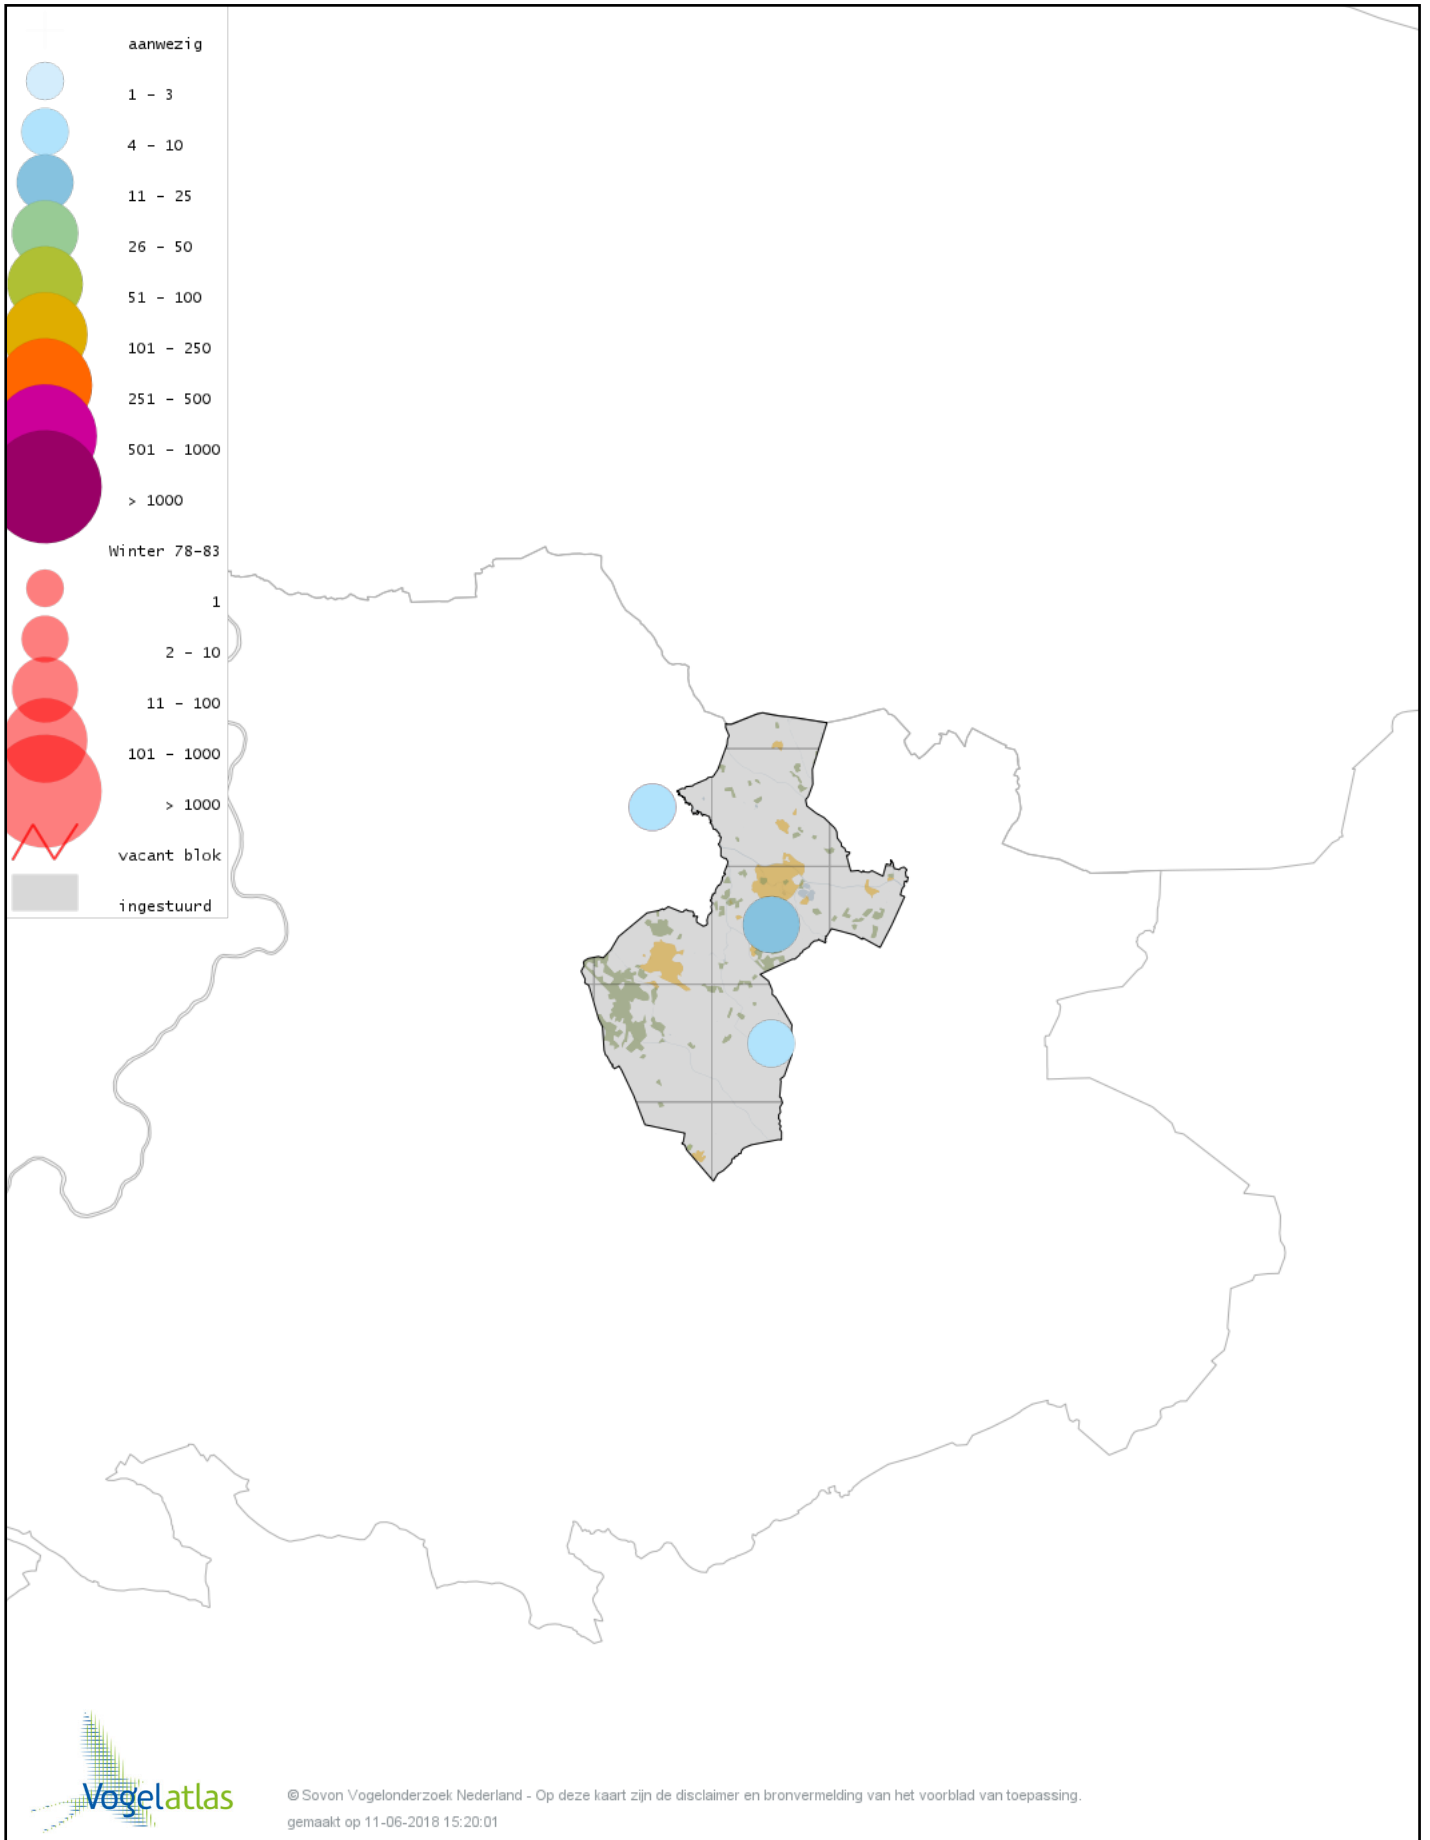 aanwezig
1 - 3
4 - 10
11 - 25
26 - 50
51 - 100
101 - 250
251 - 500
501 - 1000
> 1000
Winter 78-83
1
2 - 10
11 - 100
101 - 1000
> 1000
vacant blok
ingestuurd
Vogelatlas
© Sovon Vogelonderzoek Nederland - Op deze kaart zijn de disclaimer en bronvermelding van het voorblad van toepassing.
gemaakt op 11-06-2018 15:20:01